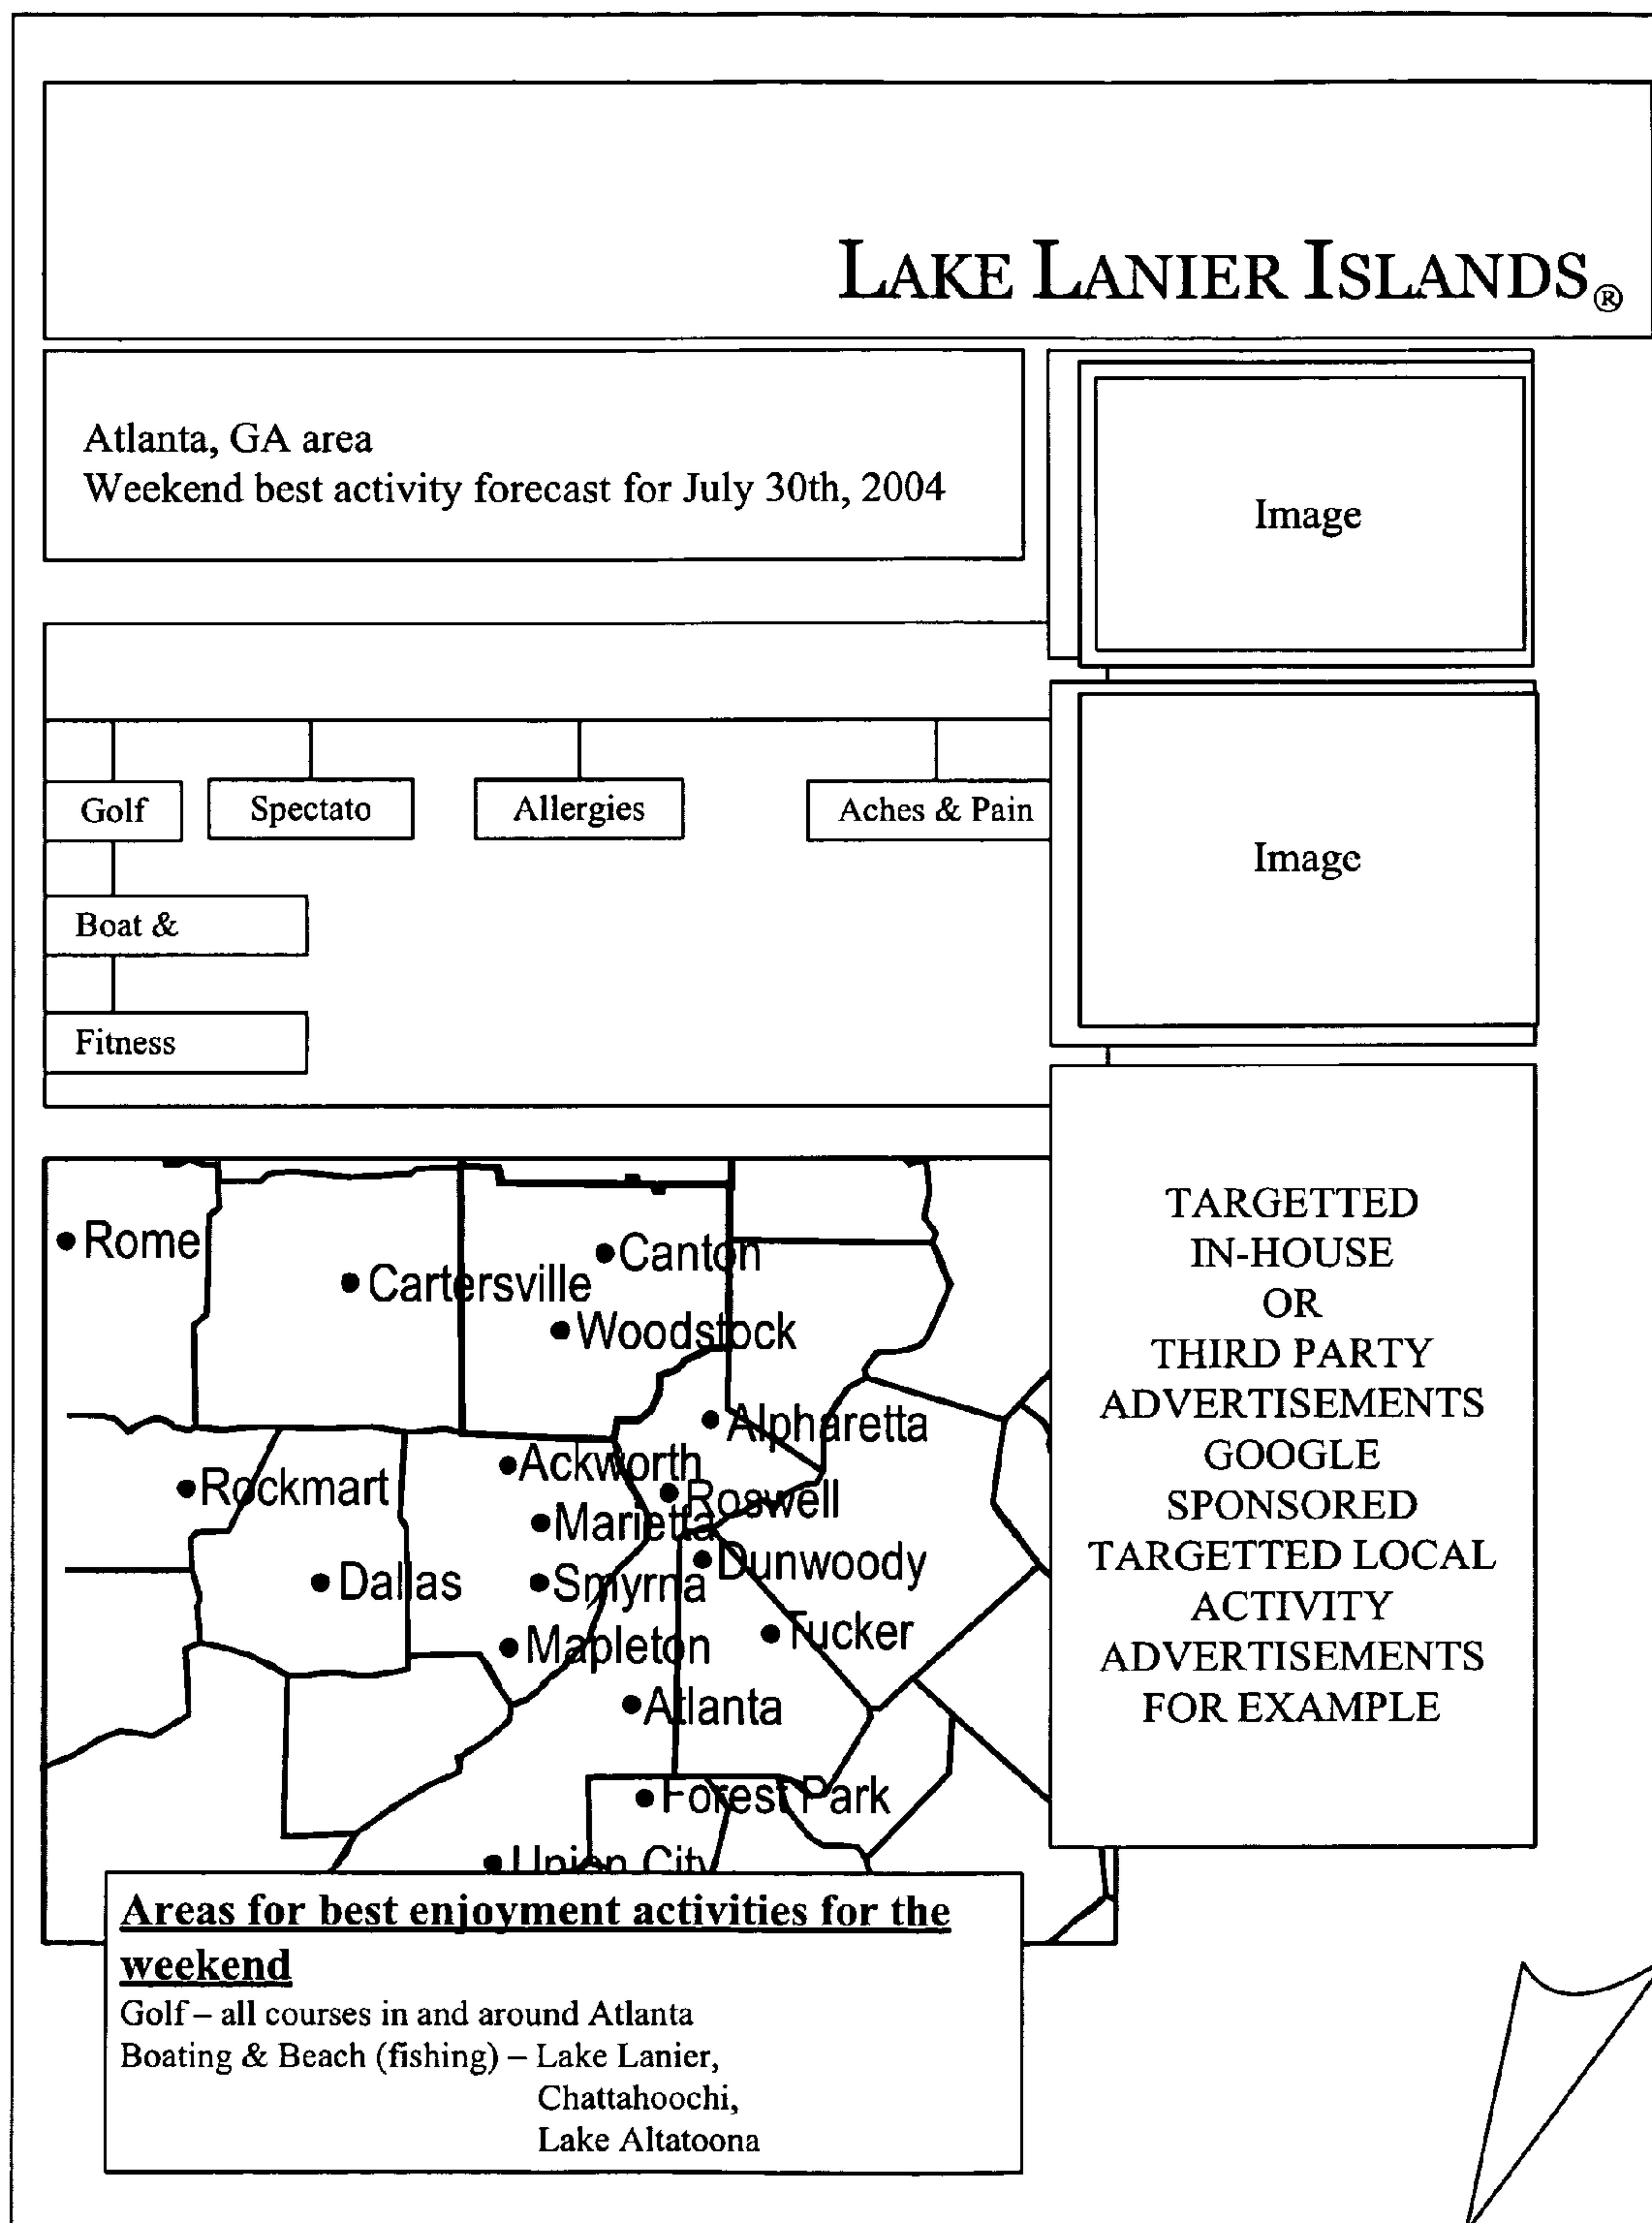 LAKE LANIER ISLANDS®
Atlanta, GA area
Weekend best activity forecast for July 30th, 2004
Image
Golf
Spectato
Allergies
Aches & Pain
Image
Boat &
Fitness
Rome
Canton
Cartersville
Woodstock
Alpharetta
Ackworth
Rockmart
Roswell
Marietta
Dunwoody
Dallas
Smyrna
Tucker
Mapleton
Atlanta
Forest Park
Union City
TARGETTED
IN-HOUSE
OR
THIRD PARTY
ADVERTISEMENTS
GOOGLE
SPONSORED
TARGETTED LOCAL
ACTIVITY
ADVERTISEMENTS
FOR EXAMPLE
Areas for best enjoyment activities for the
weekend
Golf – all courses in and around Atlanta
Boating & Beach (fishing) – Lake Lanier,
Chattahoochi,
Lake Altatoona